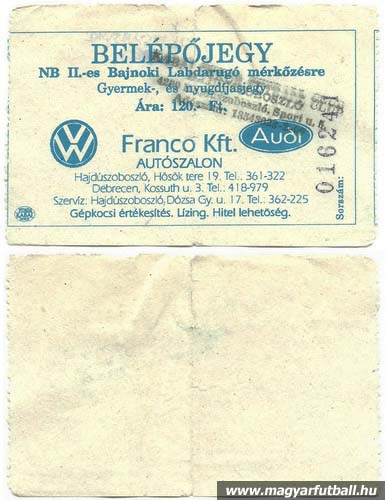 BELÉPŐJEGY
NB II.-es Bajnoki Labdarugó mérkőzésre
Gyermek-, és nyugdíjasjegy
Ára: 120.- Ft.
Franco Kft.
Audi
AUTÓSZALON
Hajdúszoboszló, Hősök tere 19. Tel.: 361-322
Debrecen, Kossuth u. 3. Tel.: 418-979
Szervíz: Hajdúszoboszló, Dózsa Gy. u. 17. Tel.: 362-225
Gépkocsi értékesítés. Lízing. Hitel lehetőség.
Sorszám:
016241
www.magyarfutball.hu